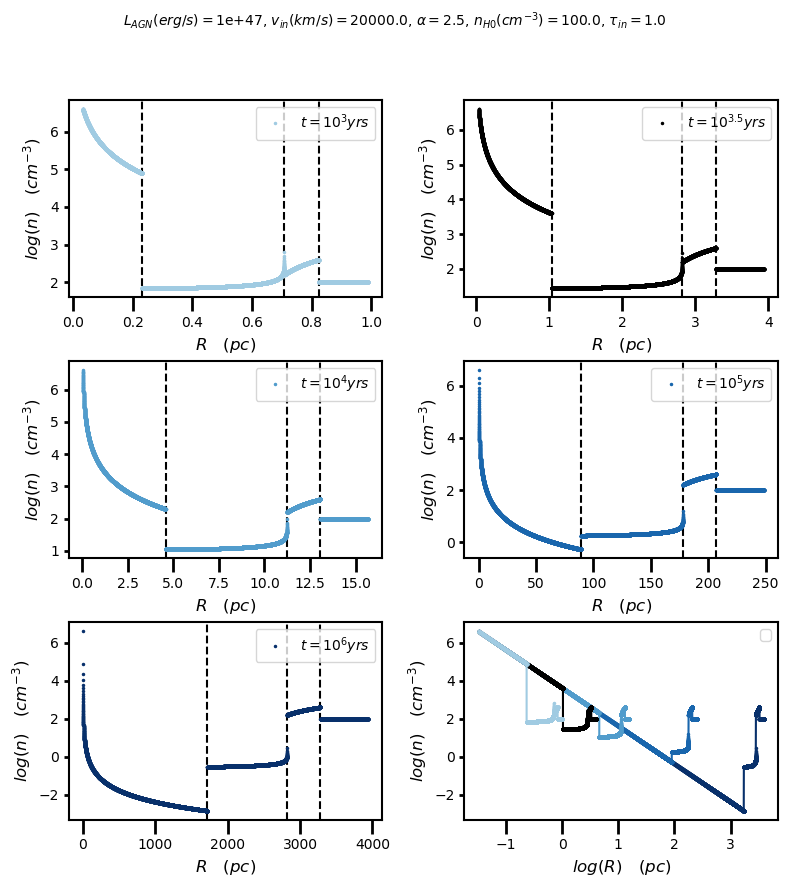 L_AGN(erg/s) = 1e+47, v_in(km/s) = 20000.0, α = 2.5, n_H0(cm^−3) = 100.0, τ_in = 1.0
t = 10^3 yrs
log(n) (cm^−3)
6
5
4
3
2
0.0 0.2 0.4 0.6 0.8 1.0
R (pc)
t = 10^3.5 yrs
log(n) (cm^−3)
6
5
4
3
2
0 1 2 3 4
R (pc)
t = 10^4 yrs
log(n) (cm^−3)
6
5
4
3
2
1
0.0 2.5 5.0 7.5 10.0 12.5 15.0
R (pc)
t = 10^5 yrs
log(n) (cm^−3)
6
4
2
0
0 50 100 150 200 250
R (pc)
t = 10^6 yrs
log(n) (cm^−3)
6
4
2
0
−2
0 1000 2000 3000 4000
R (pc)
log(n) (cm^−3)
6
4
2
0
−2
−1 0 1 2 3
log(R) (pc)